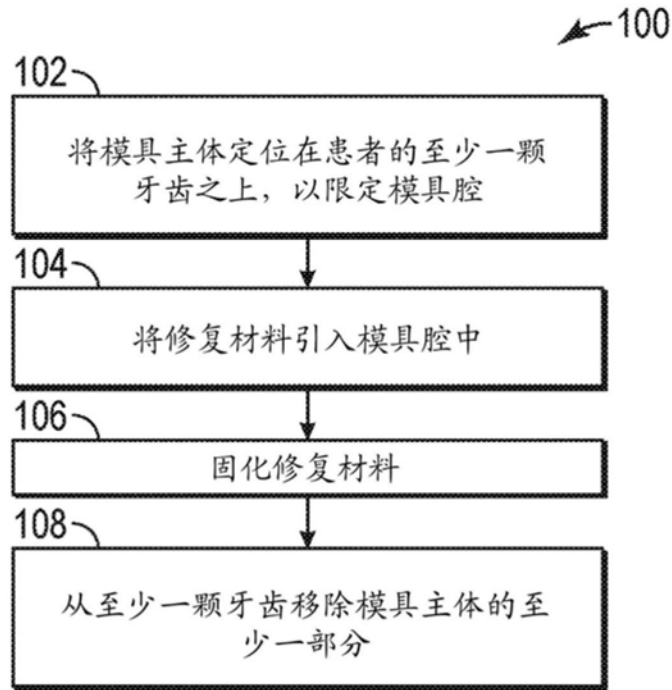 100
102
将模具主体定位在患者的至少一颗
牙齿之上，以限定模具腔
104
将修复材料引入模具腔中
106
固化修复材料
108
从至少一颗牙齿移除模具主体的至
少一部分